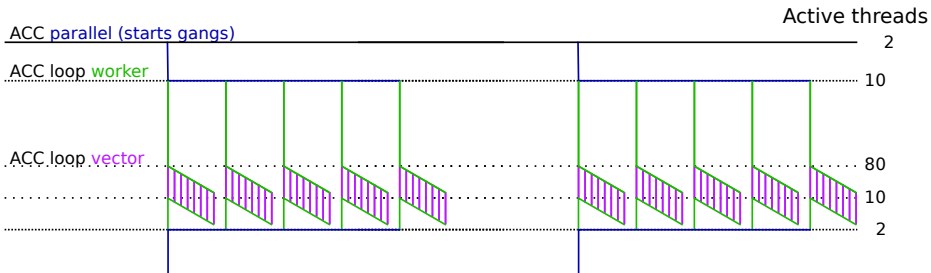 Active threads
ACC parallel (starts gangs)
2
ACC loop worker
10
ACC loop vector
80
10
2